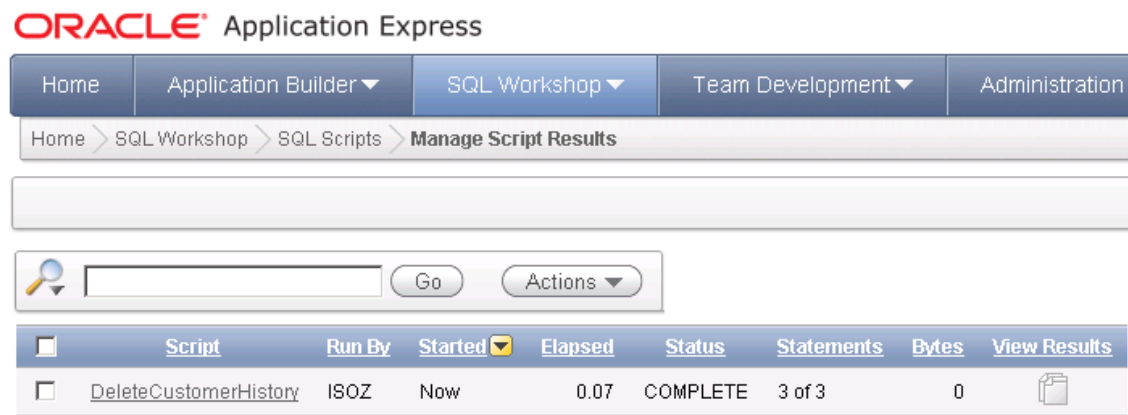 ORACLE Application Express
Home Application Builder SQL Workshop Team Development Administration
Home SQL Workshop SQL Scripts Manage Script Results
Go Actions
Script Run By Started Elapsed Status Statements Bytes View Results
DeleteCustomerHistory ISOZ Now 0.07 COMPLETE 3 of 3 0